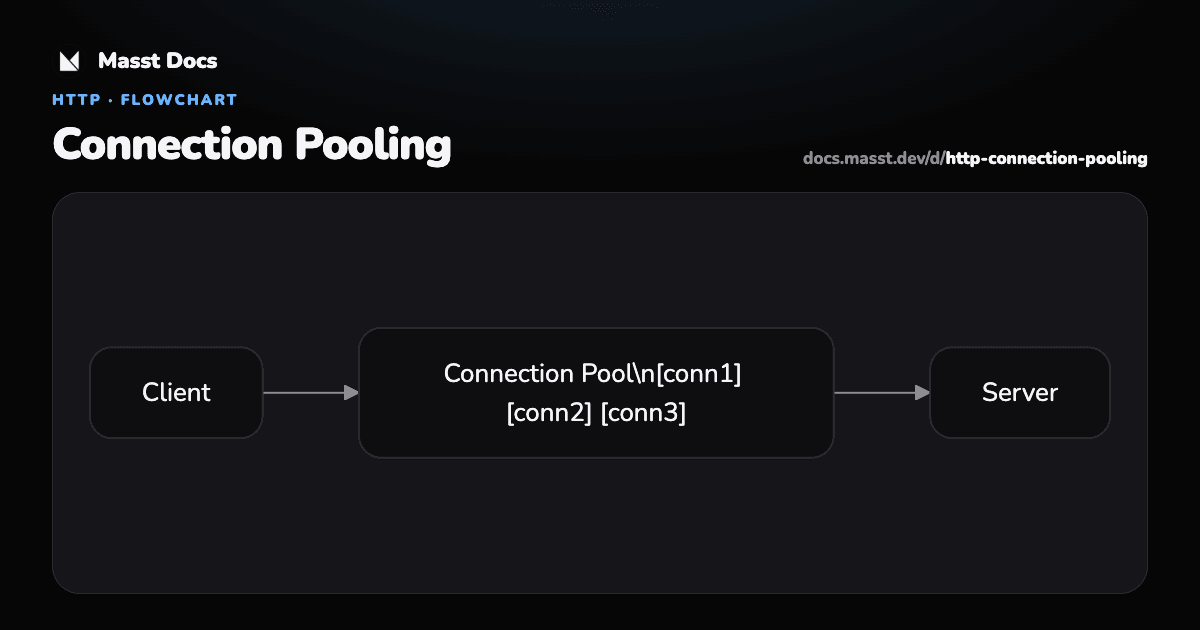 Masst Docs
HTTP · FLOWCHART
Connection Pooling
docs.masst.dev/d/http-connection-pooling
Client
Connection Pool\n[conn1]
[conn2] [conn3]
Server